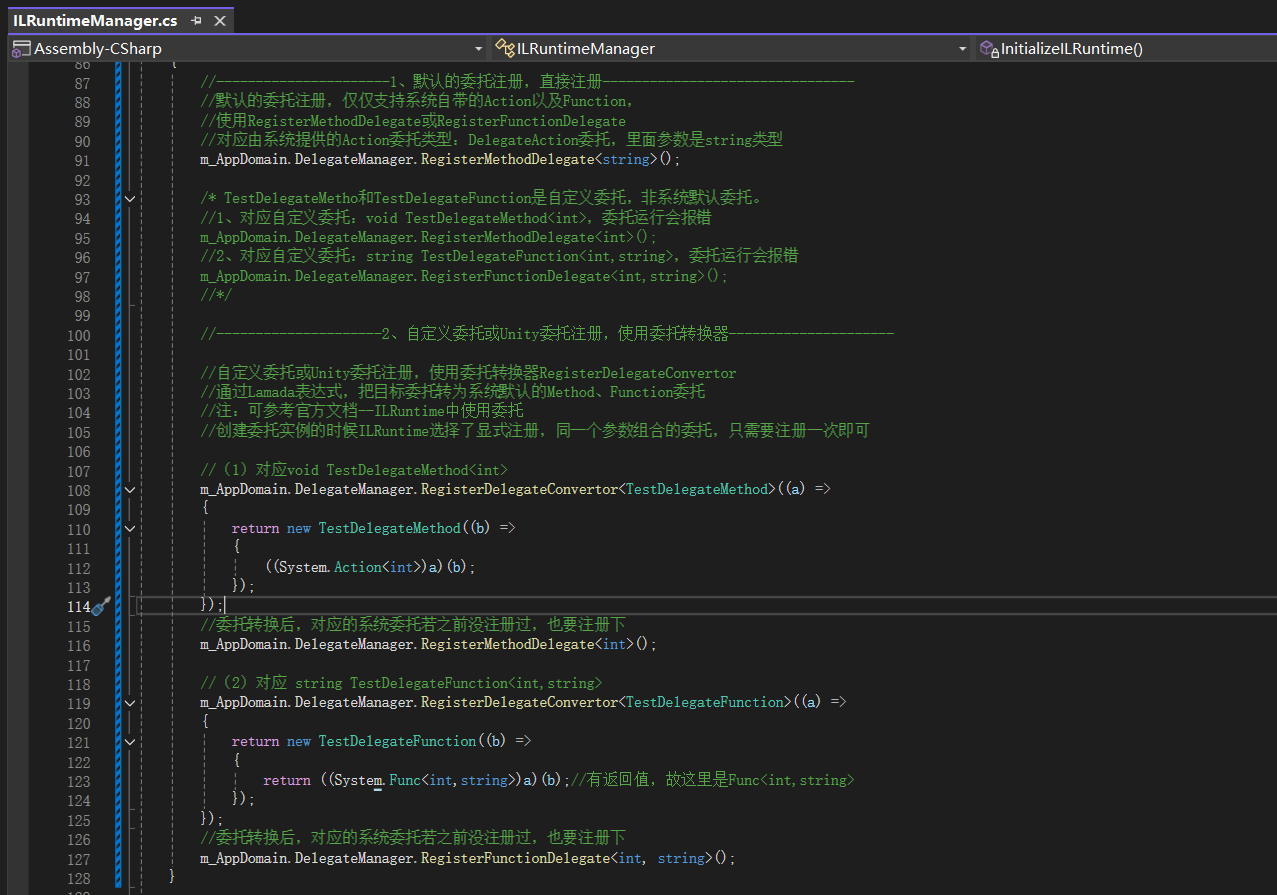 ILRuntimeManager.cs
Assembly-CSharp ILRuntimeManager InitializeILRuntime()
86 {
87 //----------------------1、默认的委托注册，直接注册--------------------------------
88 //默认的委托注册，仅仅支持系统自带的Action以及Function，
89 //使用RegisterMethodDelegate或RegisterFunctionDelegate
90 //对应由系统提供的Action委托类型：DelegateAction委托，里面参数是string类型
91 m_AppDomain.DelegateManager.RegisterMethodDelegate<string>();
92
93 /* TestDelegateMetho和TestDelegateFunction是自定义委托，非系统默认委托。
94 //1、对应自定义委托：void TestDelegateMethod<int>，委托运行会报错
95 m_AppDomain.DelegateManager.RegisterMethodDelegate<int>();
96 //2、对应自定义委托：string TestDelegateFunction<int,string>，委托运行会报错
97 m_AppDomain.DelegateManager.RegisterFunctionDelegate<int,string>();
98 //*/
99
100 //---------------------2、自定义委托或Unity委托注册，使用委托转换器---------------------
101
102 //自定义委托或Unity委托注册，使用委托转换器RegisterDelegateConvertor
103 //通过Lamada表达式，把目标委托转为系统默认的Method、Function委托
104 //注：可参考官方文档--ILRuntime中使用委托
105 //创建委托实例的时候ILRuntime选择了显式注册，同一个参数组合的委托，只需要注册一次即可
106
107 //（1）对应void TestDelegateMethod<int>
108 m_AppDomain.DelegateManager.RegisterDelegateConvertor<TestDelegateMethod>((a) =>
109 {
110 return new TestDelegateMethod((b) =>
111 {
112 ((System.Action<int>)a)(b);
113 });
114 });
115 //委托转换后，对应的系统委托若之前没注册过，也要注册下
116 m_AppDomain.DelegateManager.RegisterMethodDelegate<int>();
117
118 //（2）对应 string TestDelegateFunction<int,string>
119 m_AppDomain.DelegateManager.RegisterDelegateConvertor<TestDelegateFunction>((a) =>
120 {
121 return new TestDelegateFunction((b) =>
122 {
123 return ((System.Func<int,string>)a)(b);//有返回值，故这里是Func<int,string>
124 });
125 });
126 //委托转换后，对应的系统委托若之前没注册过，也要注册下
127 m_AppDomain.DelegateManager.RegisterFunctionDelegate<int, string>();
128 }